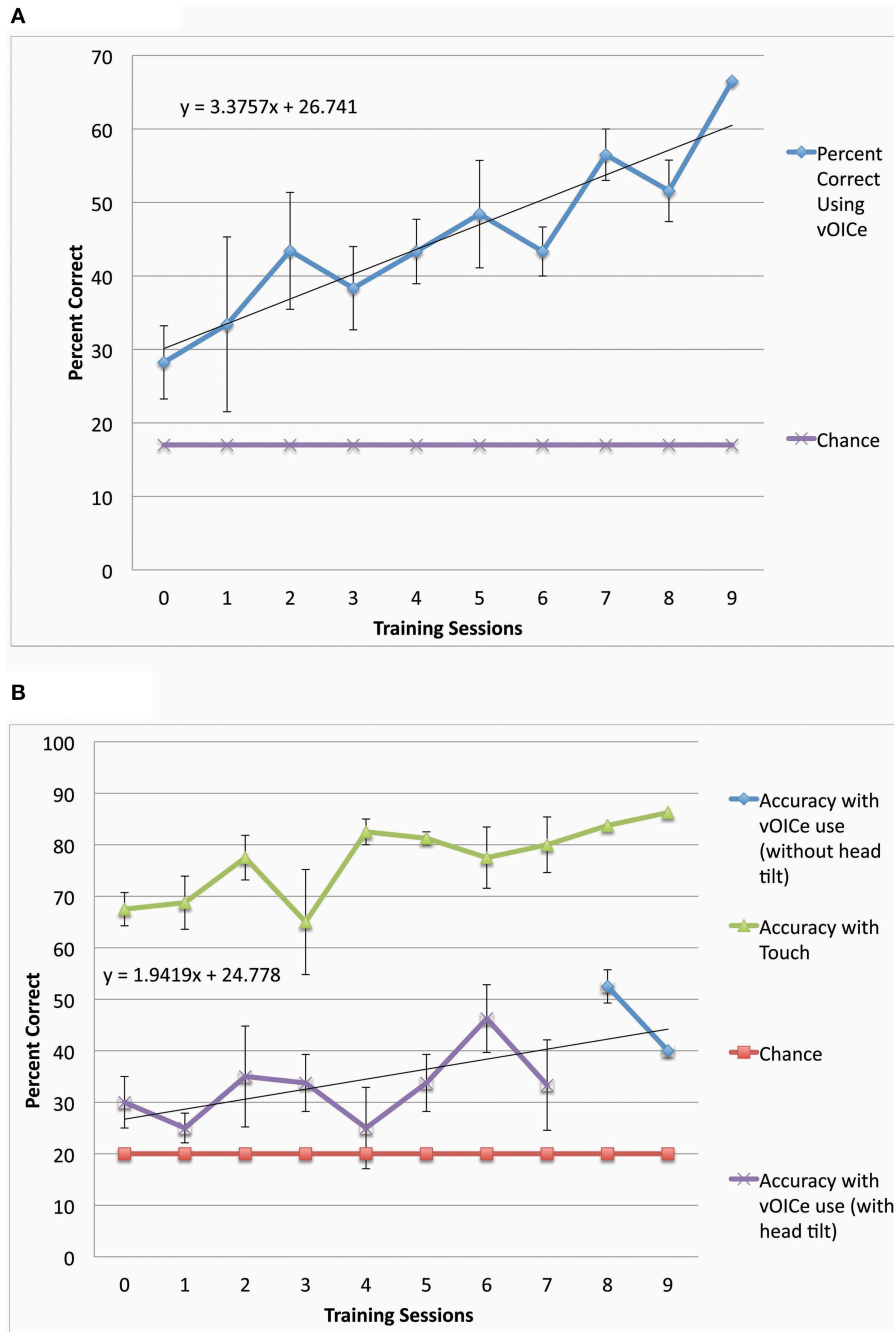 A
70
60
50
40
30
20
10
0
Percent Correct
y = 3.3757x + 26.741
0 1 2 3 4 5 6 7 8 9
Training Sessions
Percent
Correct
Using
vOICe
Chance
B
100
90
80
70
60
50
40
30
20
10
0
Percent Correct
y = 1.9419x + 24.778
0 1 2 3 4 5 6 7 8 9
Training Sessions
Accuracy with
vOICe use
(without head
tilt)
Accuracy with
Touch
Chance
Accuracy with
vOICe use (with
head tilt)